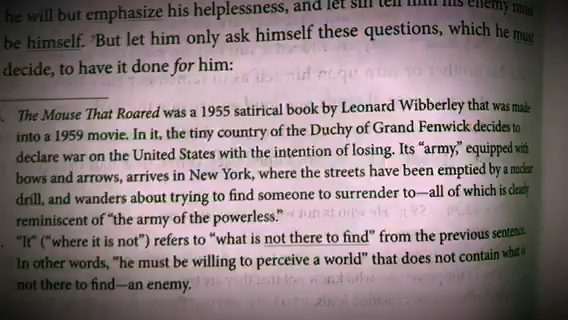 he will but emphasize his helplessness, and let sin tell him his enemy must
be himself. But let him only ask himself these questions, which he must
decide, to have it done for him:
The Mouse That Roared was a 1955 satirical book by Leonard Wibberley that was made
into a 1959 movie. In it, the tiny country of the Duchy of Grand Fenwick decides to
declare war on the United States with the intention of losing. Its “army,” equipped with
bows and arrows, arrives in New York, where the streets have been emptied by a nuclear
drill, and wanders about trying to find someone to surrender to—all of which is clearly
reminiscent of “the army of the powerless.”
“It” (“where it is not”) refers to “what is not there to find” from the previous sentence.
In other words, “he must be willing to perceive a world” that does not contain what is
not there to find—an enemy.